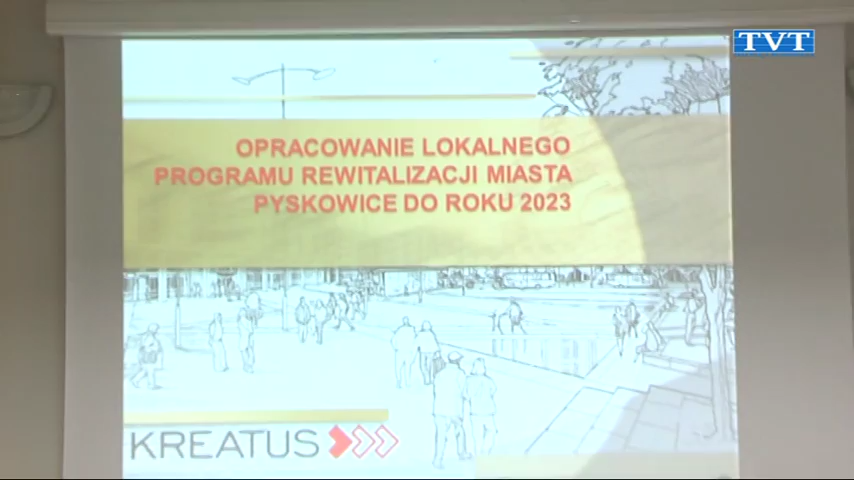 TVT
OPRACOWANIE LOKALNEGO
PROGRAMU REWITALIZACJI MIASTA
PYSKOWICE DO ROKU 2023
KREATUS